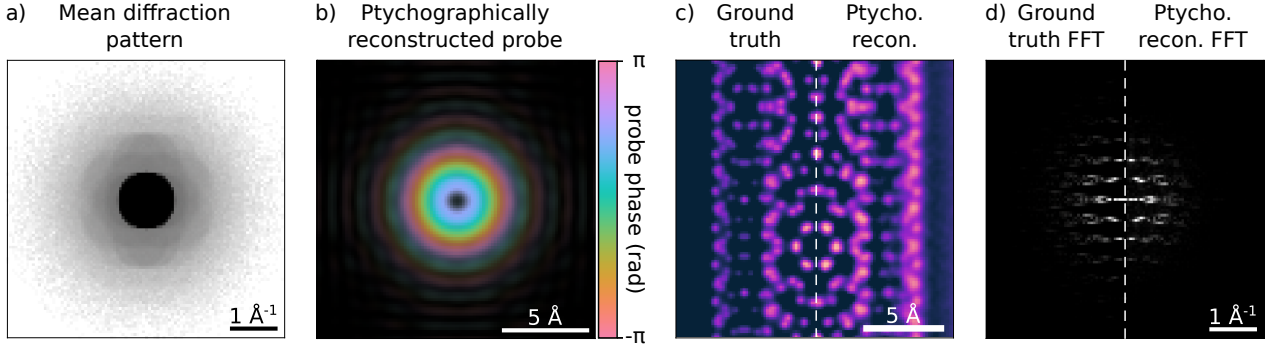 a) Mean diffraction
pattern
1 Å-1
b) Ptychographically
reconstructed probe
5 Å
π
probe phase (rad)
-π
c) Ground
truth
Ptycho.
recon.
5 Å
d) Ground
truth FFT
Ptycho.
recon. FFT
1 Å-1